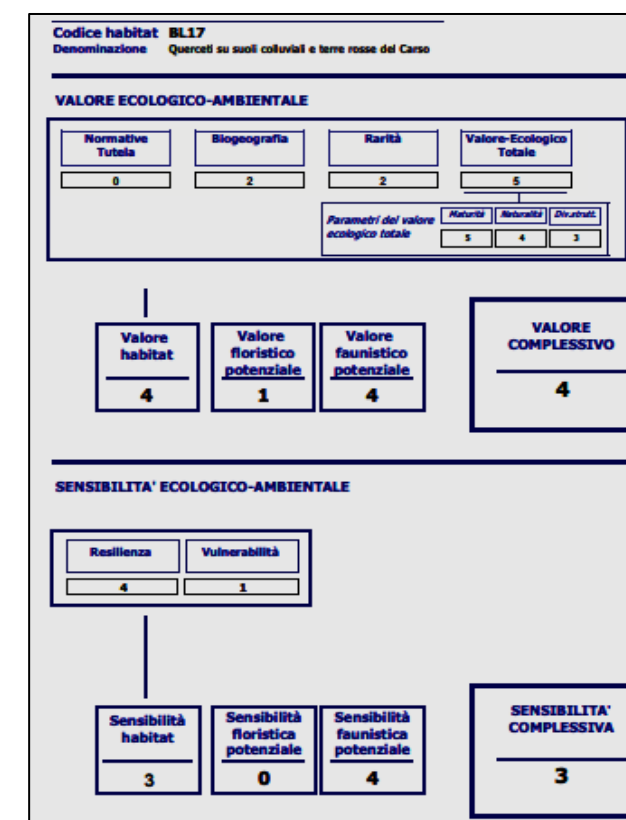 Codice habitat BL17
Denominazione Querceti su suoli colluviali e terre rosse del Carso
VALORE ECOLOGICO-AMBIENTALE
Normative Tutela
0
Biogeografia
2
Rarità
2
Valore-Ecologico Totale
5
Parametri del valore ecologico totale
Maturità Naturalità Div.strutt.
5 4 3
Valore habitat
4
Valore floristico potenziale
1
Valore faunistico potenziale
4
VALORE COMPLESSIVO
4
SENSIBILITA' ECOLOGICO-AMBIENTALE
Resilienza
4
Vulnerabilità
1
Sensibilità habitat
3
Sensibilità floristica potenziale
0
Sensibilità faunistica potenziale
4
SENSIBILITA' COMPLESSIVA
3